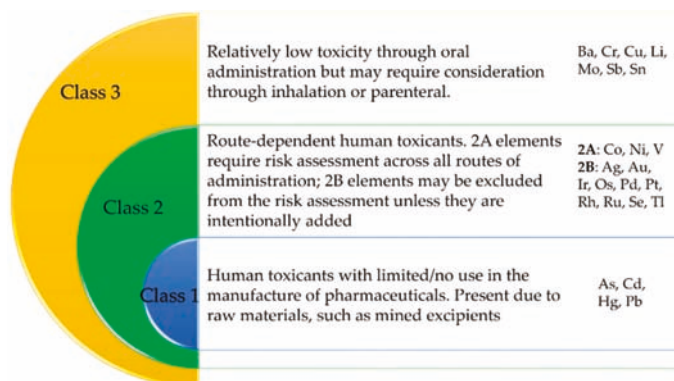 Class 3
Relatively low toxicity through oral
administration but may require consideration
through inhalation or parenteral.
Ba, Cr, Cu, Li,
Mo, Sb, Sn
Class 2
Route-dependent human toxicants. 2A elements
require risk assessment across all routes of
administration; 2B elements may be excluded
from the risk assessment unless they are
intentionally added
2A: Co, Ni, V
2B: Ag, Au,
Ir, Os, Pd, Pt,
Rh, Ru, Se, Tl
Class 1
Human toxicants with limited/no use in the
manufacture of pharmaceuticals. Present due to
raw materials, such as mined excipients
As, Cd,
Hg, Pb